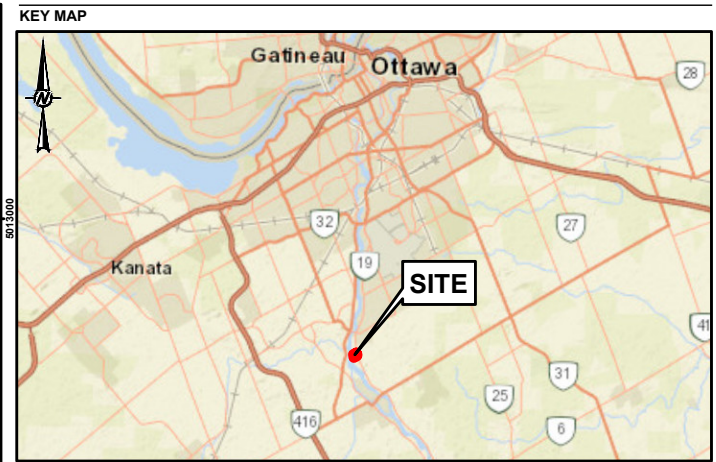 KEY MAP
N
Gatineau
Ottawa
28
5013000
32
27
Kanata
19
SITE
41
31
25
416
6